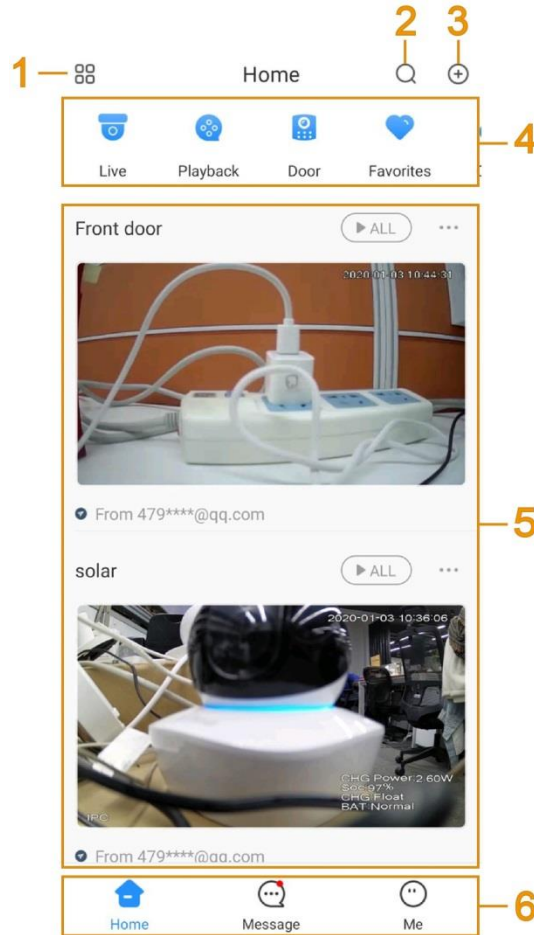 2 3
1 Home
4
Live Playback Door Favorites
5
Front door ALL
2020-01-03 10:44:31
From 479****@qq.com
solar ALL
2020-01-03 10:36:06
CHG Power:2.60W
Soc:97%
CHG:Float
BAT:Normal
IPC
From 479****@qq.com
6
Home Message Me